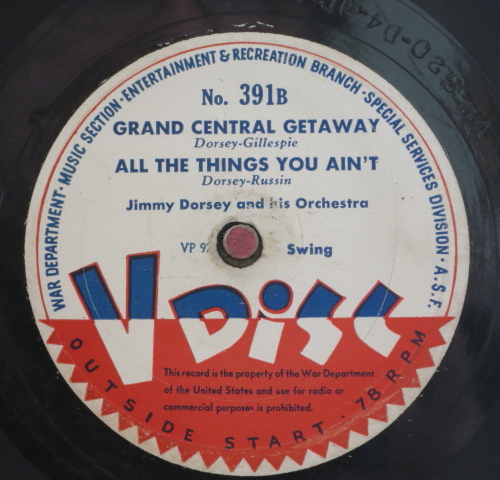 WAR DEPARTMENT · MUSIC SECTION · ENTERTAINMENT & RECREATION BRANCH · SPECIAL SERVICES DIVISION · A.S.F.
No. 391B
GRAND CENTRAL GETAWAY
Dorsey-Gillespie
ALL THE THINGS YOU AIN'T
Dorsey-Russin
Jimmy Dorsey and his Orchestra
VP Swing
V DISC
This record is the property of the War Department
of the United States and use for radio or
commercial purposes is prohibited.
OUTSIDE START · 78 RPM